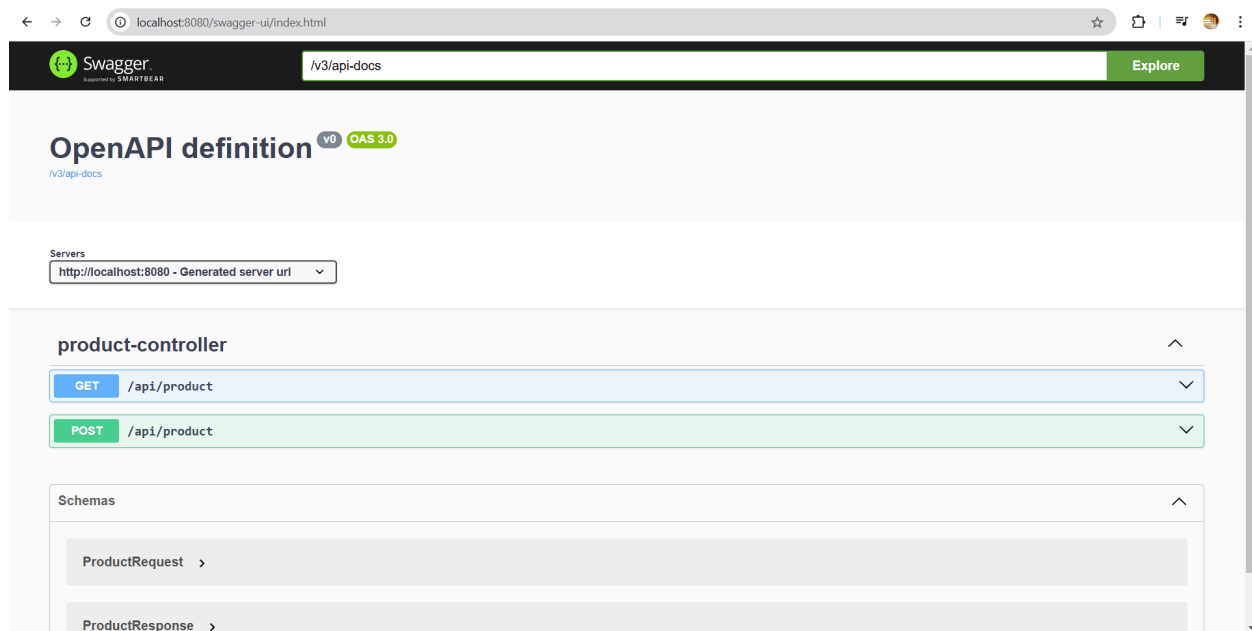 localhost:8080/swagger-ui/index.html
{...} Swagger.
Supported by SMARTBEAR
/v3/api-docs
Explore
OpenAPI definition v0 OAS 3.0
/v3/api-docs
Servers
http://localhost:8080 - Generated server url
product-controller
GET /api/product
POST /api/product
Schemas
ProductRequest
ProductResponse